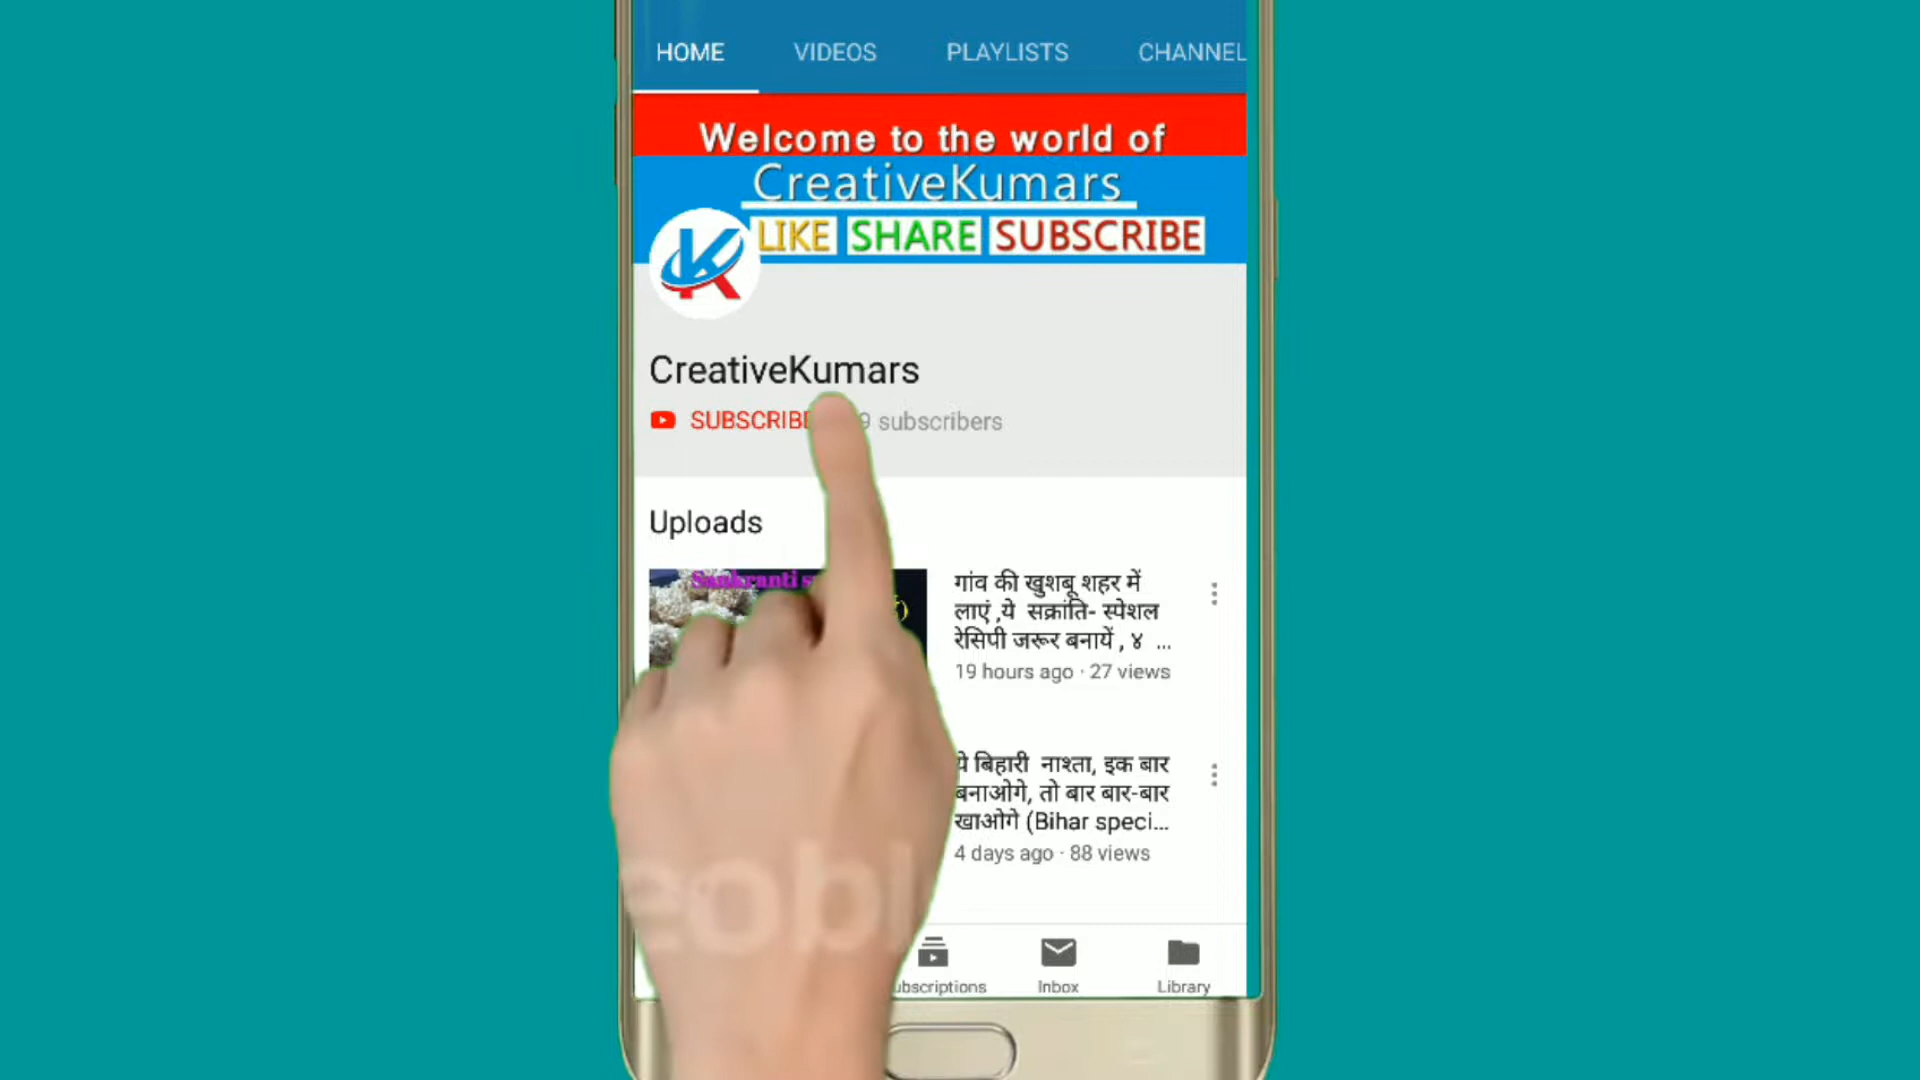 HOME VIDEOS PLAYLISTS CHANNEL
Welcome to the world of
CreativeKumars
LIKE SHARE SUBSCRIBE
CreativeKumars
SUBSCRIBE subscribers
Uploads
Sankranti
गांव की खुशबू शहर में
लाएं ,ये सक्रांति- स्पेशल
रेसिपी जरूर बनायें , ४ ...
19 hours ago · 27 views
ये बिहारी नाश्ता, इक बार
बनाओगे, तो बार बार-बार
खाओगे (Bihar speci...
4 days ago · 88 views
Inbox
Library